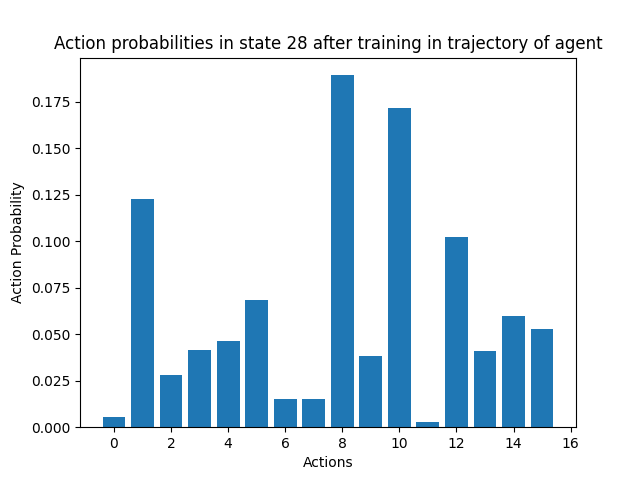 Action probabilities in state 28 after training in trajectory of agent
0.175
0.150
0.125
0.100
0.075
0.050
0.025
0.000
Action Probability
0 2 4 6 8 10 12 14 16
Actions